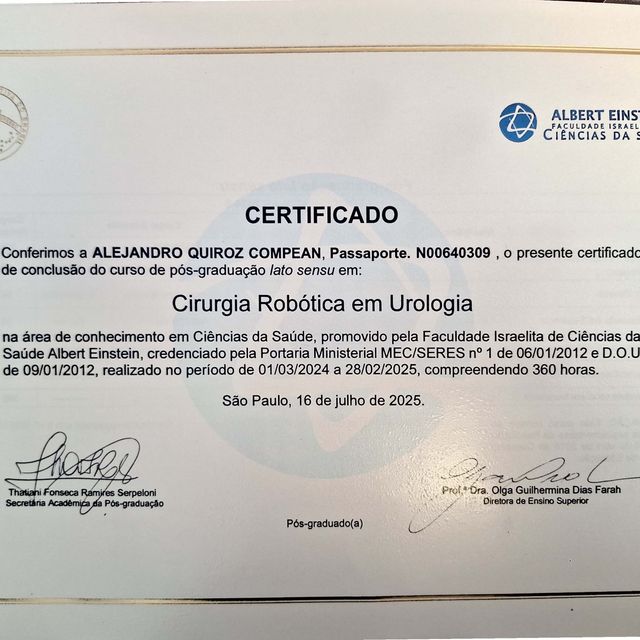 ALBERT EINST
FACULDADE ISRAEL
CIÊNCIAS DA S
CERTIFICADO
Conferimos a ALEJANDRO QUIROZ COMPEAN, Passaporte. N00640309 , o presente certificado
de conclusão do curso de pós-graduação lato sensu em:
Cirurgia Robótica em Urologia
na área de conhecimento em Ciências da Saúde, promovido pela Faculdade Israelita de Ciências da
Saúde Albert Einstein, credenciado pela Portaria Ministerial MEC/SERES nº 1 de 06/01/2012 e D.O.U
de 09/01/2012, realizado no período de 01/03/2024 a 28/02/2025, compreendendo 360 horas.
São Paulo, 16 de julho de 2025.
Thatiani Fonseca Ramires Serpeloni
Secretária Acadêmica da Pós-graduação
Prof.ª Dra. Olga Guilhermina Dias Farah
Diretora de Ensino Superior
Pós-graduado(a)